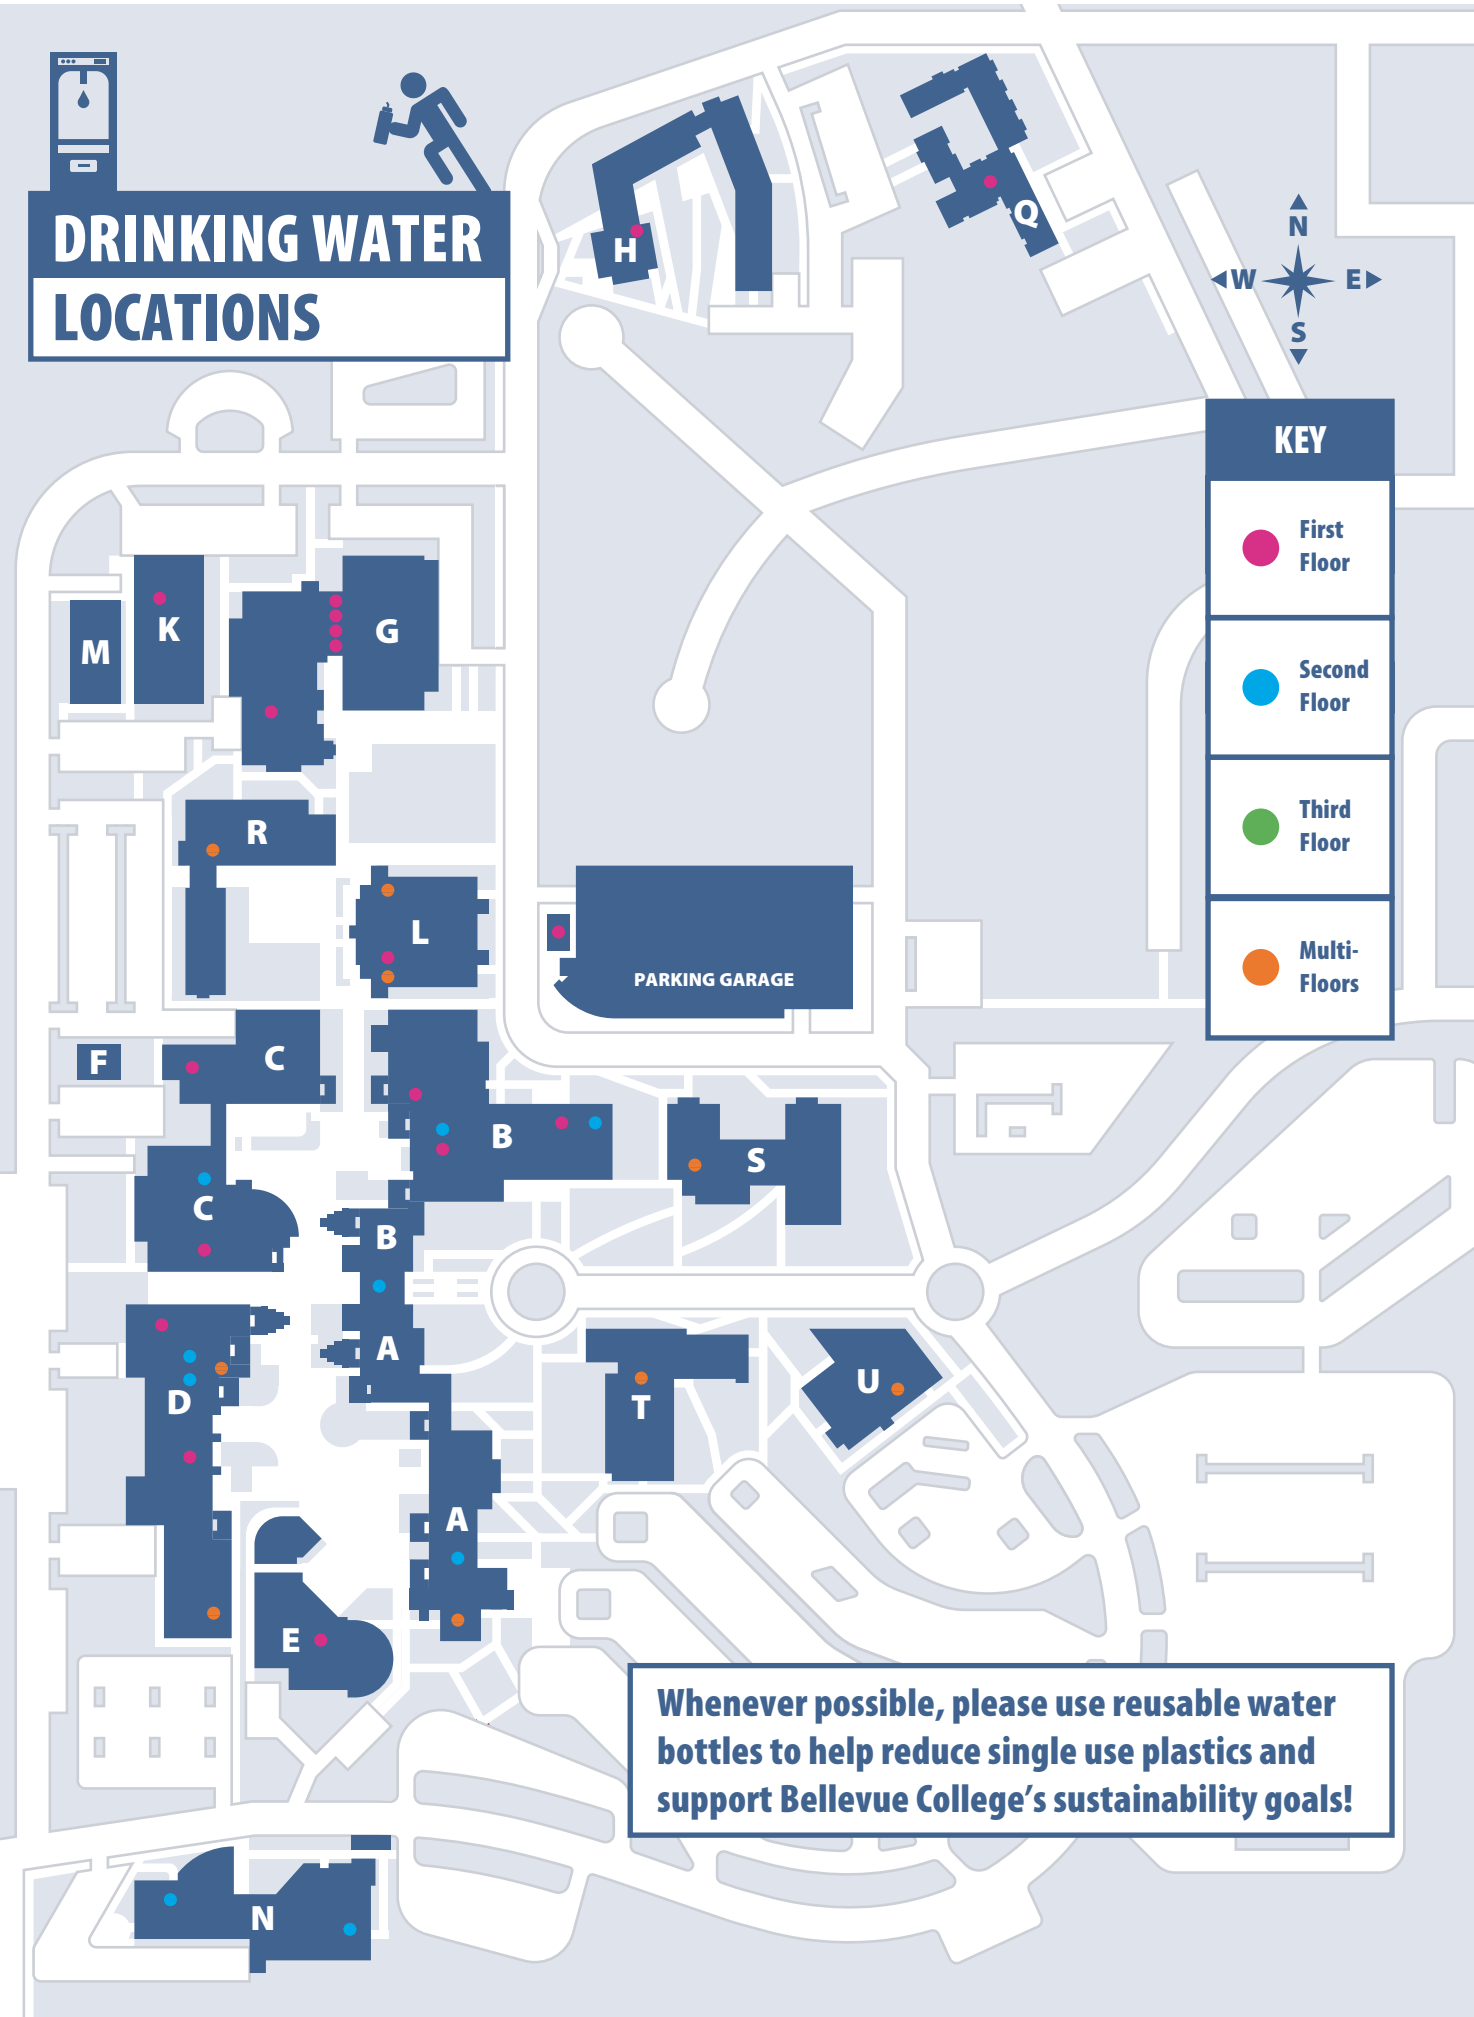 DRINKING WATER
LOCATIONS
H
Q
N
W
E
S
KEY
First
Floor
Second
Floor
Third
Floor
Multi-
Floors
K
M
G
R
L
PARKING GARAGE
F
C
B
S
C
B
A
D
T
U
A
E
Whenever possible, please use reusable water
bottles to help reduce single use plastics and
support Bellevue College’s sustainability goals!
N